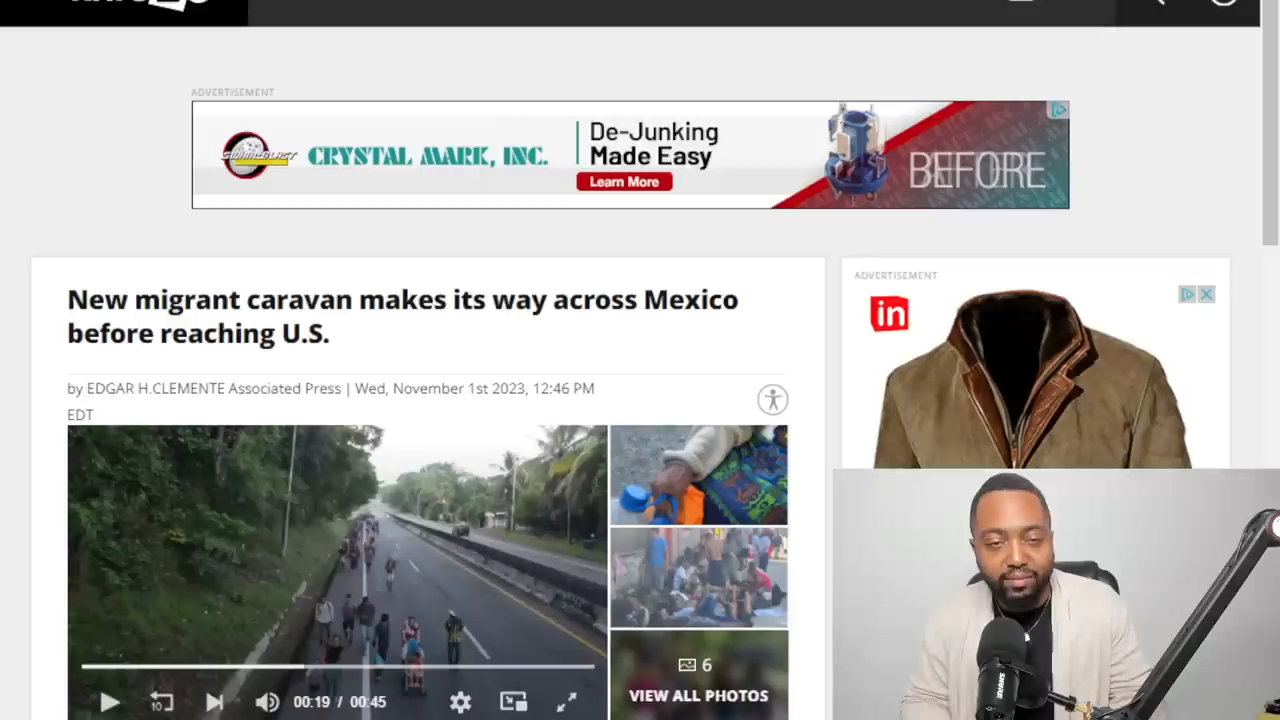 ADVERTISEMENT
CRYSTAL MARK, INC.
De-Junking
Made Easy
Learn More
BEFORE
New migrant caravan makes its way across Mexico
before reaching U.S.
by EDGAR H.CLEMENTE Associated Press | Wed, November 1st 2023, 12:46 PM
EDT
10
00:19 / 00:45
6
VIEW ALL PHOTOS
ADVERTISEMENT
in
SHURE